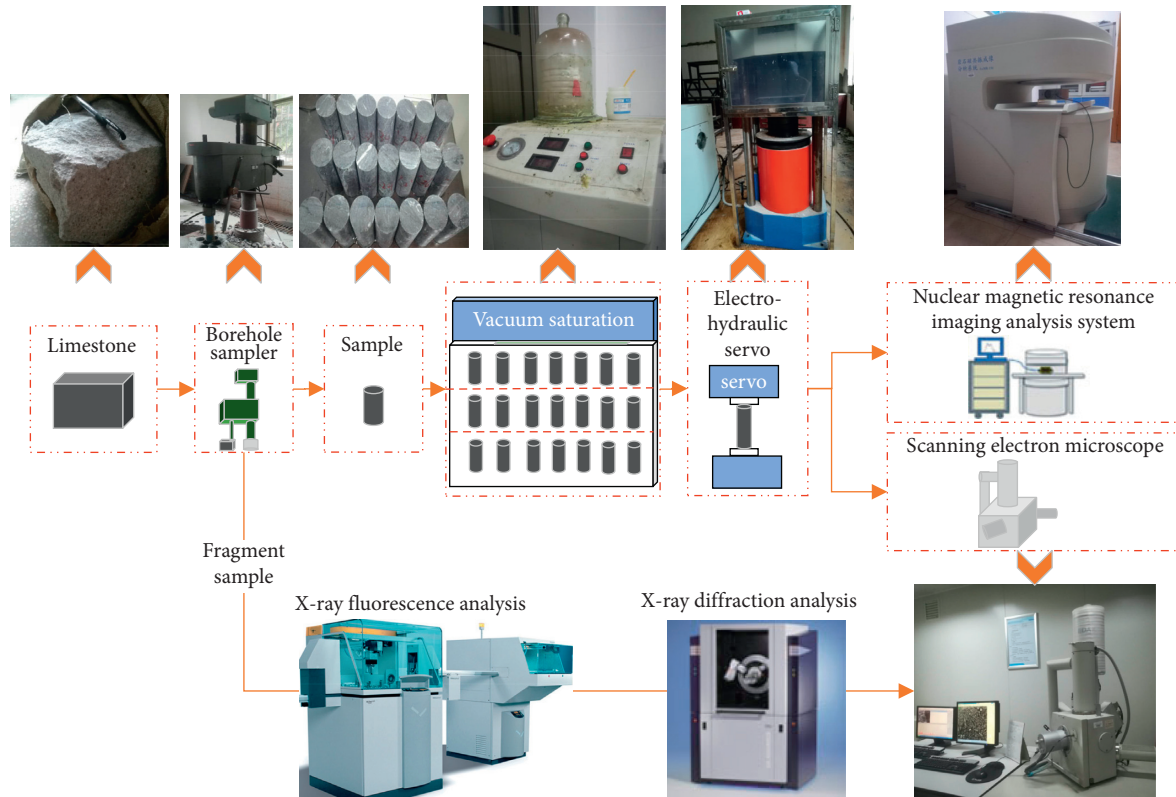 Limestone
Borehole
sampler
Sample
Vacuum saturation
Electro-
hydraulic
servo
servo
Nuclear magnetic resonance
imaging analysis system
Scanning electron microscope
Fragment
sample
X-ray fluorescence analysis
X-ray diffraction analysis